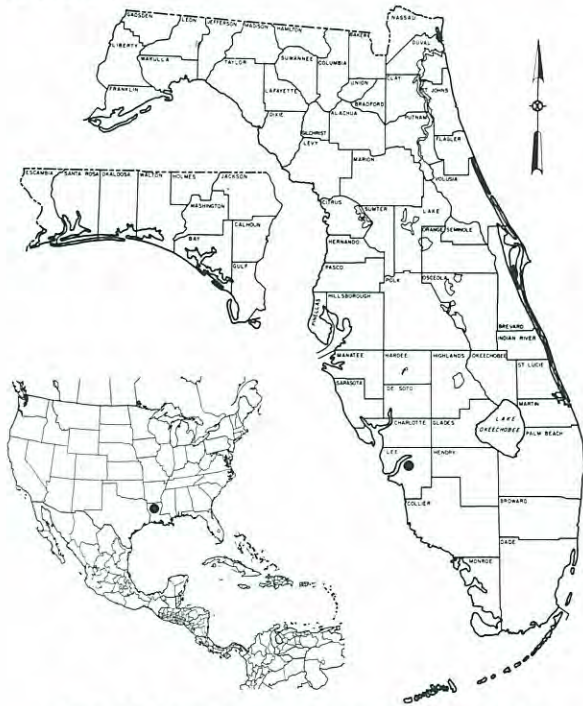 NASSAU
GADSDEN
LEON
JEFFERSON
MADISON
HAMILTON
BAKER
DUVAL
LIBERTY
WAKULLA
TAYLOR
SUWANNEE
COLUMBIA
FRANKLIN
LAFAYETTE
UNION
CLAY
ST JOHNS
BRADFORD
DIXIE
GILCHRIST
ALACHUA
PUTNAM
LEVY
FLAGLER
MARION
VOLUSIA
ESCAMBIA
SANTA ROSA
OKALOOSA
WALTON
HOLMES
JACKSON
WASHINGTON
CALHOUN
BAY
GULF
CITRUS
SUMTER
LAKE
ORANGE
SEMINOLE
HERNANDO
PASCO
OSCEOLA
POLK
PINELLAS
HILLSBOROUGH
BREVARD
INDIAN RIVER
MANATEE
HARDEE
HIGHLANDS
OKEECHOBEE
ST LUCIE
SARASOTA
DE SOTO
MARTIN
CHARLOTTE
GLADES
LAKE
OKEECHOBEE
PALM BEACH
LEE
HENDRY
COLLIER
BROWARD
DADE
MONROE